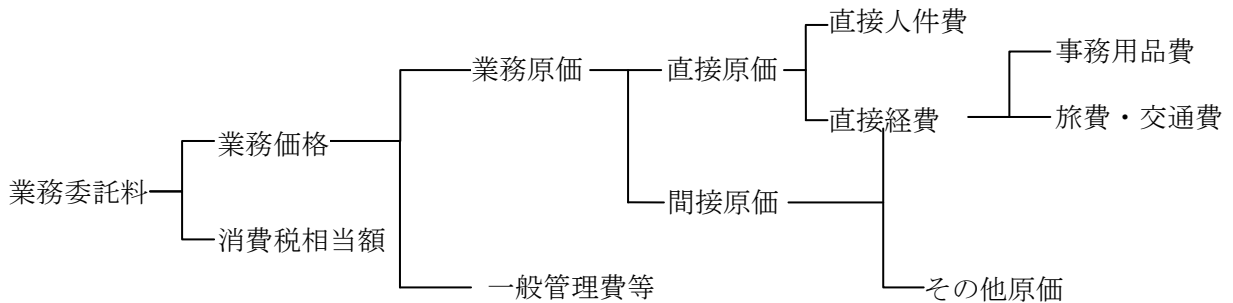 直接人件費
事務用品費
業務原価
直接原価
直接経費
旅費・交通費
業務価格
業務委託料
間接原価
消費税相当額
一般管理費等
その他原価